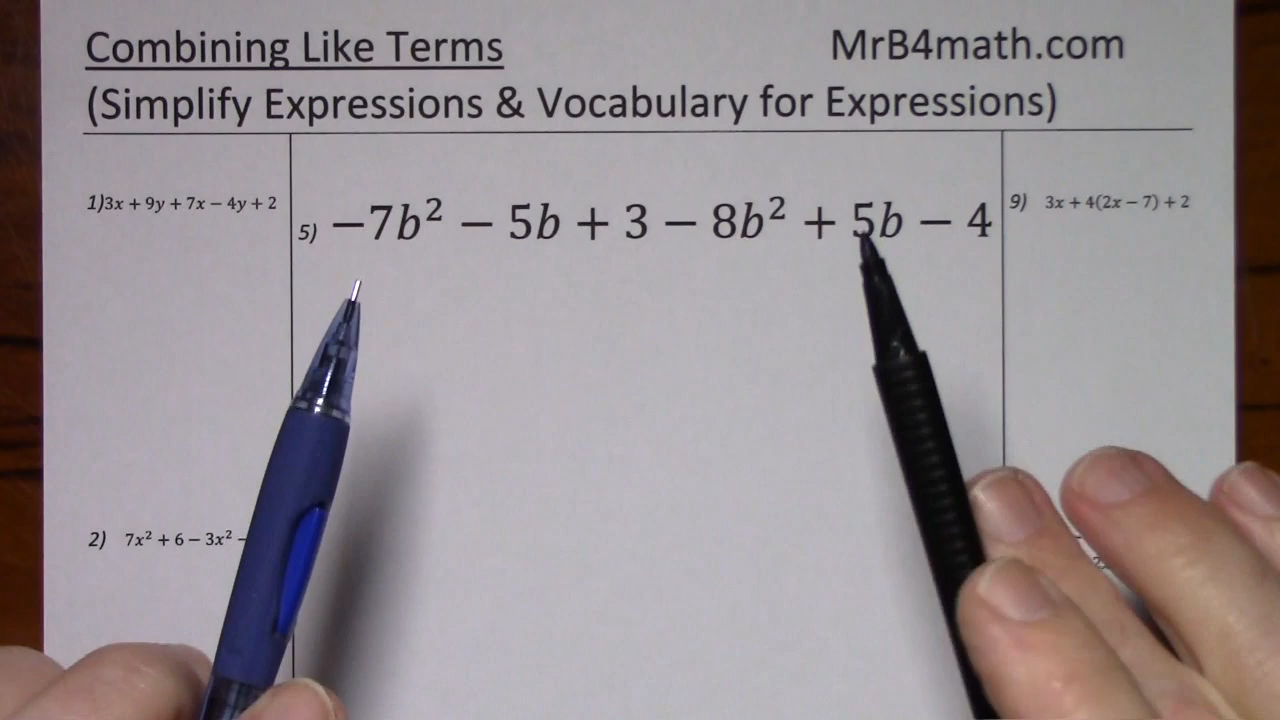 Combining Like Terms MrB4math.com
(Simplify Expressions & Vocabulary for Expressions)
1) 3x + 9y + 7x − 4y + 2
5) −7b² − 5b + 3 − 8b² + 5b − 4
9) 3x + 4(2x − 7) + 2
2) 7x² + 6 − 3x² −